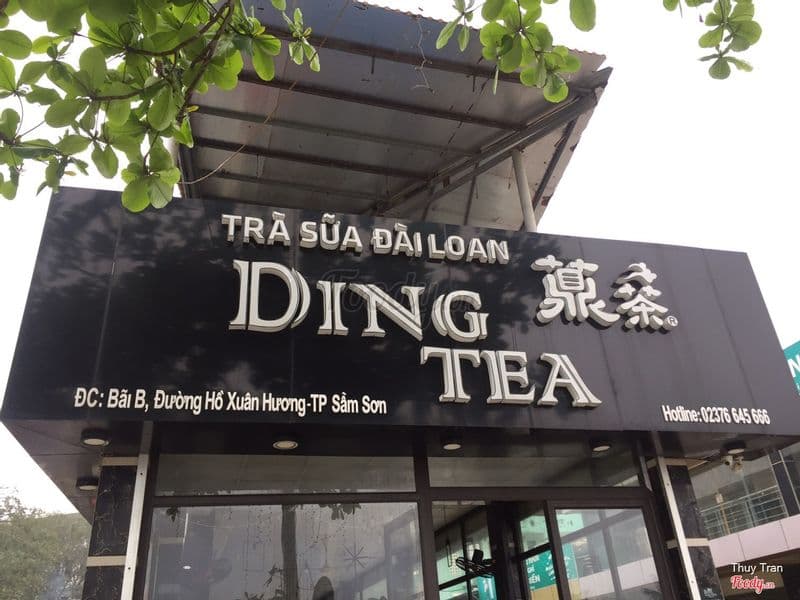 TRÀ SỮA ĐÀI LOAN
DING
TEA
茶 ®
ĐC: Bãi B, Đường Hồ Xuân Hương-TP Sầm Sơn
Hotline: 02376 645 666
Thuy Tran
Foody.vn